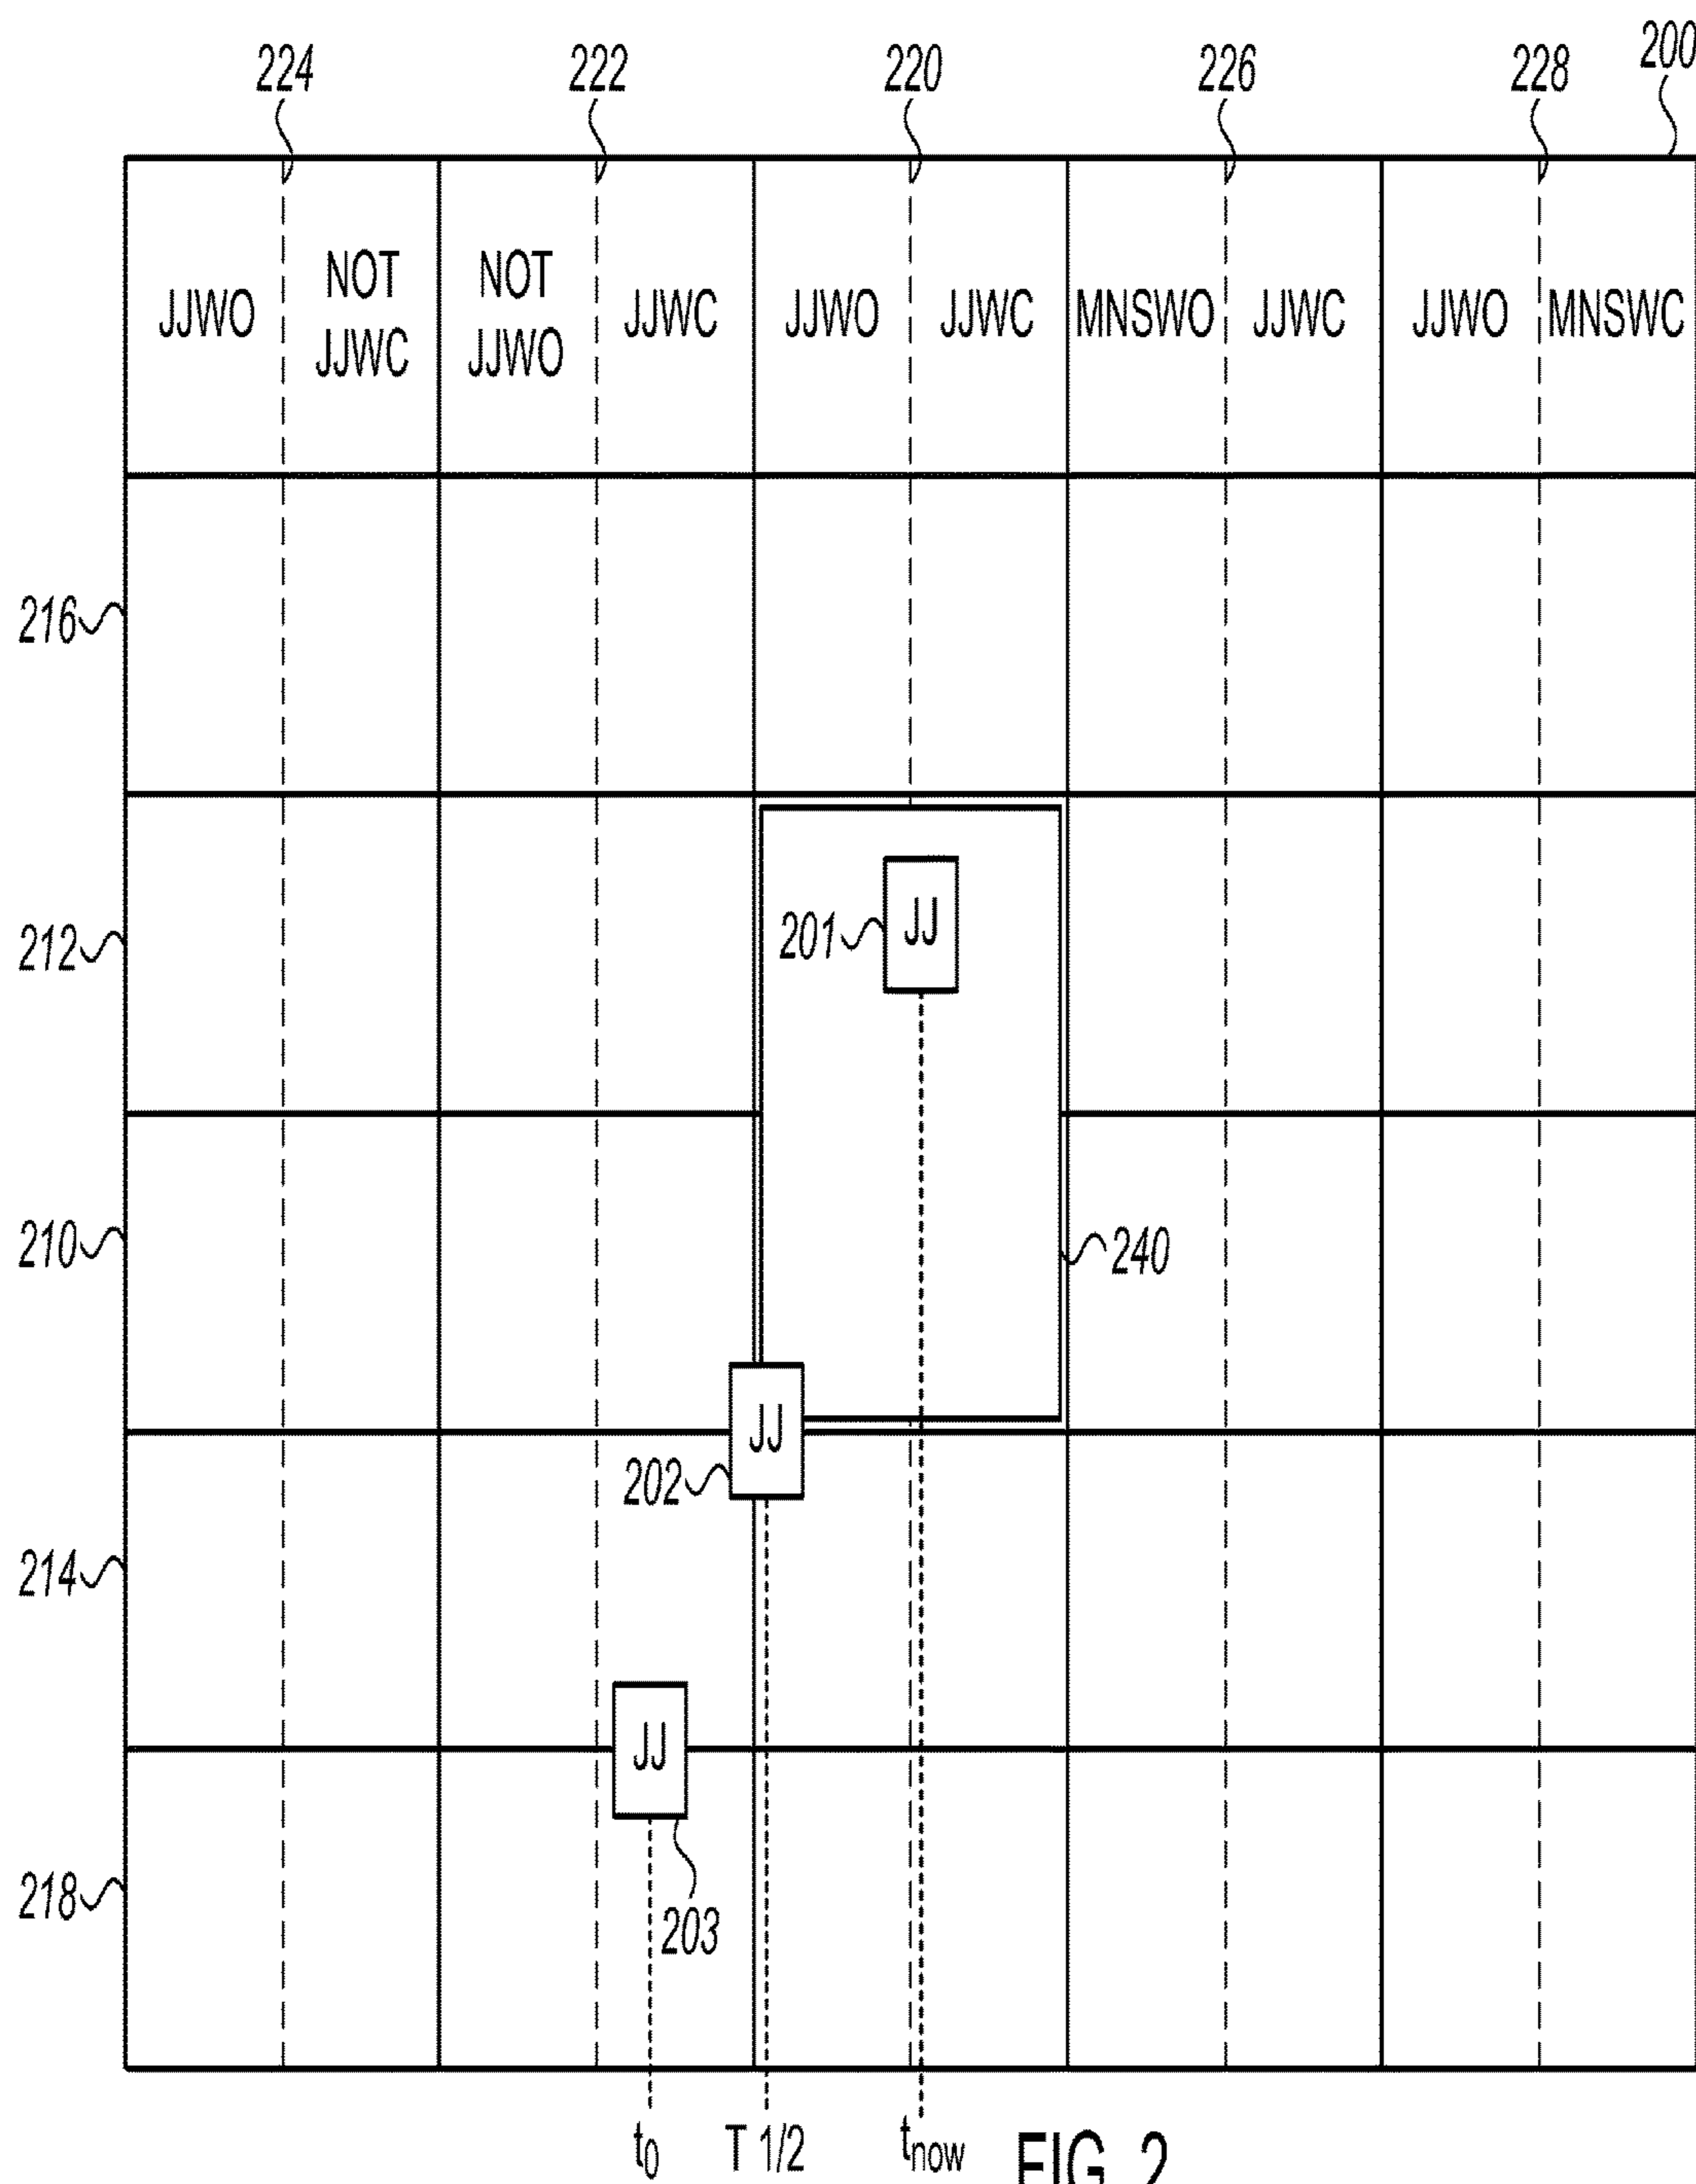 224 222 220 226 228 200
JJWO NOT JJWC NOT JJWO JJWC JJWO JJWC MNSWO JJWC JJWO MNSWC
216
212
201 JJ
210
240
JJ
202
214
JJ
218
203
t0 T 1/2 tnow FIG. 2